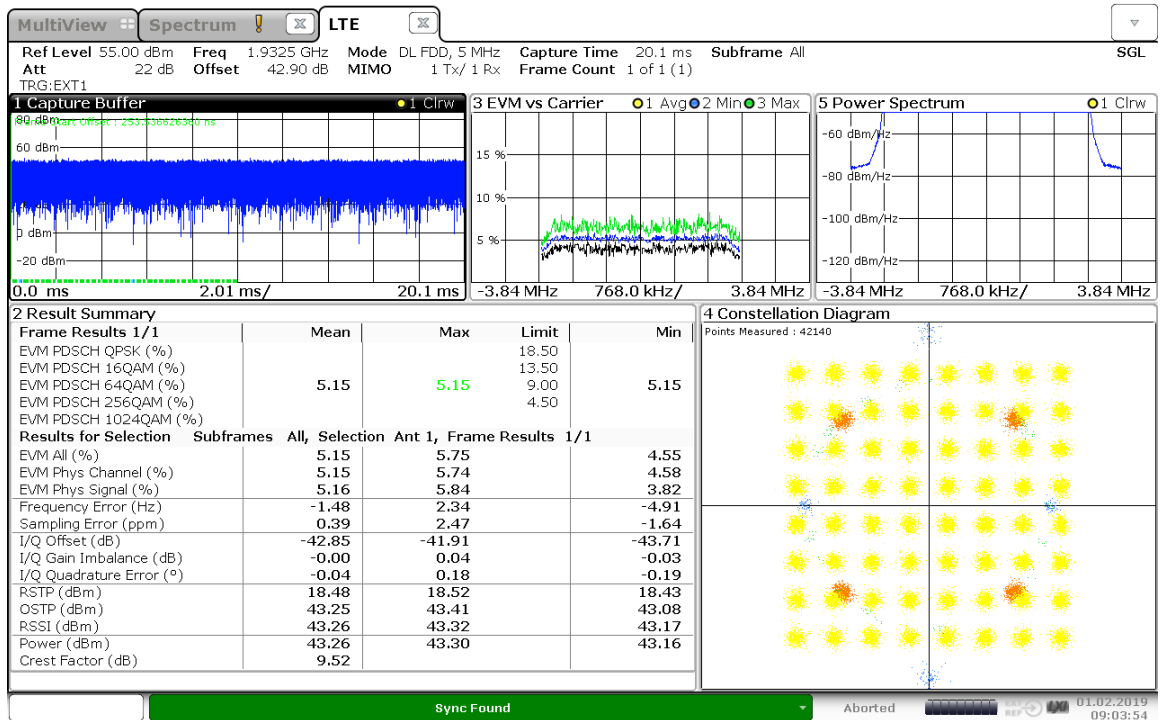 MultiView Spectrum LTE
Ref Level 55.00 dBm Freq 1.9325 GHz Mode DL FDD, 5 MHz Capture Time 20.1 ms Subframe All SGL
Att 22 dB Offset 42.90 dB MIMO 1 Tx/ 1 Rx Frame Count 1 of 1 (1)
TRG:EXT1
1 Capture Buffer 1 Clrw
80 dBm
60 dBm
0 dBm
-20 dBm
0.0 ms 2.01 ms/ 20.1 ms
3 EVM vs Carrier 1 Avg 2 Min 3 Max
15 %
10 %
5 %
-3.84 MHz 768.0 kHz/ 3.84 MHz
5 Power Spectrum 1 Clrw
-60 dBm/Hz
-80 dBm/Hz
-100 dBm/Hz
-120 dBm/Hz
-3.84 MHz 768.0 kHz/ 3.84 MHz
2 Result Summary
Frame Results 1/1 Mean Max Limit Min
EVM PDSCH QPSK (%) 18.50
EVM PDSCH 16QAM (%) 13.50
EVM PDSCH 64QAM (%) 5.15 5.15 9.00 5.15
EVM PDSCH 256QAM (%) 4.50
EVM PDSCH 1024QAM (%)
Results for Selection Subframes All, Selection Ant 1, Frame Results 1/1
EVM All (%) 5.15 5.75 4.55
EVM Phys Channel (%) 5.15 5.74 4.58
EVM Phys Signal (%) 5.16 5.84 3.82
Frequency Error (Hz) -1.48 2.34 -4.91
Sampling Error (ppm) 0.39 2.47 -1.64
I/Q Offset (dB) -42.85 -41.91 -43.71
I/Q Gain Imbalance (dB) -0.00 0.04 -0.03
I/Q Quadrature Error (°) -0.04 0.18 -0.19
RSTP (dBm) 18.48 18.52 18.43
OSTP (dBm) 43.25 43.41 43.08
RSSI (dBm) 43.26 43.32 43.17
Power (dBm) 43.26 43.30 43.16
Crest Factor (dB) 9.52
4 Constellation Diagram
Points Measured : 42140
Sync Found
Aborted
01.02.2019
09:03:54